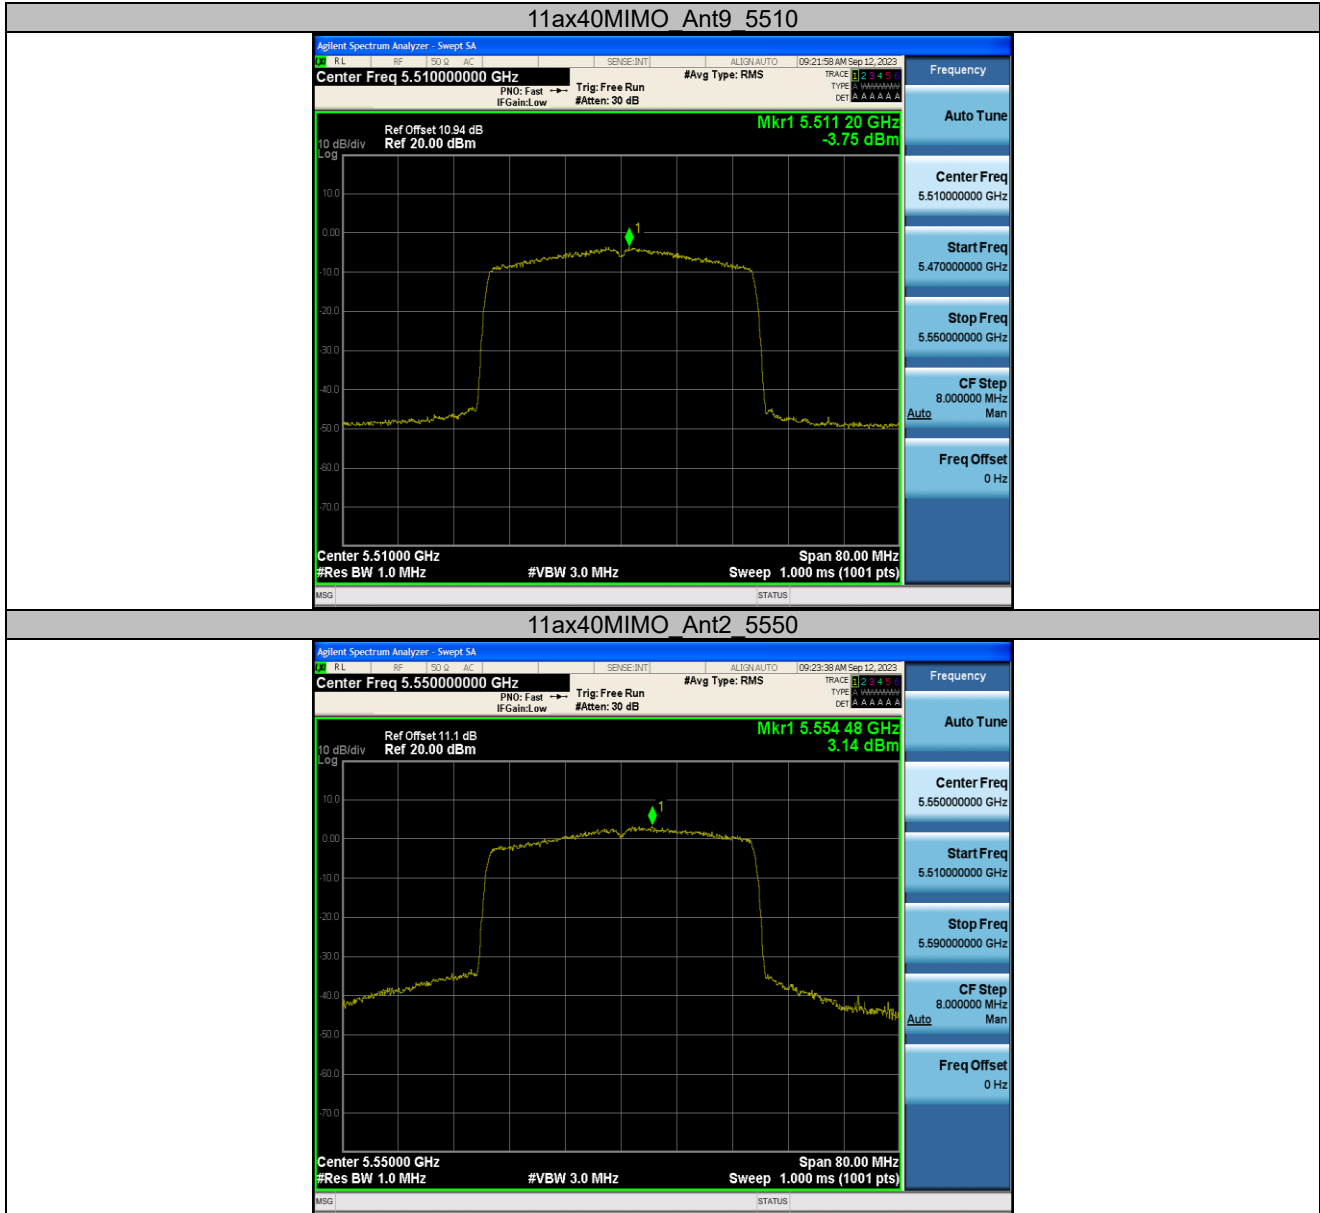 11ax40MIMO_Ant9_5510
Agilent Spectrum Analyzer - Swept SA
LXI RL RF 50 Ω AC SENSE:INT ALIGN AUTO 09:21:58 AM Sep 12, 2023
Center Freq 5.510000000 GHz #Avg Type: RMS TRACE 1 2 3 4 5 6
PNO: Fast Trig: Free Run TYPE A WWWWW
IFGain:Low #Atten: 30 dB DET A A A A A A
Frequency
Mkr1 5.511 20 GHz
-3.75 dBm
Ref Offset 10.94 dB
10 dB/div Ref 20.00 dBm
Log
10.0
0.00
-10.0
-20.0
-30.0
-40.0
-50.0
-60.0
-70.0
1
Center 5.51000 GHz Span 80.00 MHz
#Res BW 1.0 MHz #VBW 3.0 MHz Sweep 1.000 ms (1001 pts)
MSG STATUS
Auto Tune
Center Freq
5.510000000 GHz
Start Freq
5.470000000 GHz
Stop Freq
5.550000000 GHz
CF Step
8.000000 MHz
Auto Man
Freq Offset
0 Hz
11ax40MIMO_Ant2_5550
Agilent Spectrum Analyzer - Swept SA
LXI RL RF 50 Ω AC SENSE:INT ALIGN AUTO 09:23:38 AM Sep 12, 2023
Center Freq 5.550000000 GHz #Avg Type: RMS TRACE 1 2 3 4 5 6
PNO: Fast Trig: Free Run TYPE A WWWWW
IFGain:Low #Atten: 30 dB DET A A A A A A
Frequency
Mkr1 5.554 48 GHz
3.14 dBm
Ref Offset 11.1 dB
10 dB/div Ref 20.00 dBm
Log
10.0
0.00
-10.0
-20.0
-30.0
-40.0
-50.0
-60.0
-70.0
1
Center 5.55000 GHz Span 80.00 MHz
#Res BW 1.0 MHz #VBW 3.0 MHz Sweep 1.000 ms (1001 pts)
MSG STATUS
Auto Tune
Center Freq
5.550000000 GHz
Start Freq
5.510000000 GHz
Stop Freq
5.590000000 GHz
CF Step
8.000000 MHz
Auto Man
Freq Offset
0 Hz